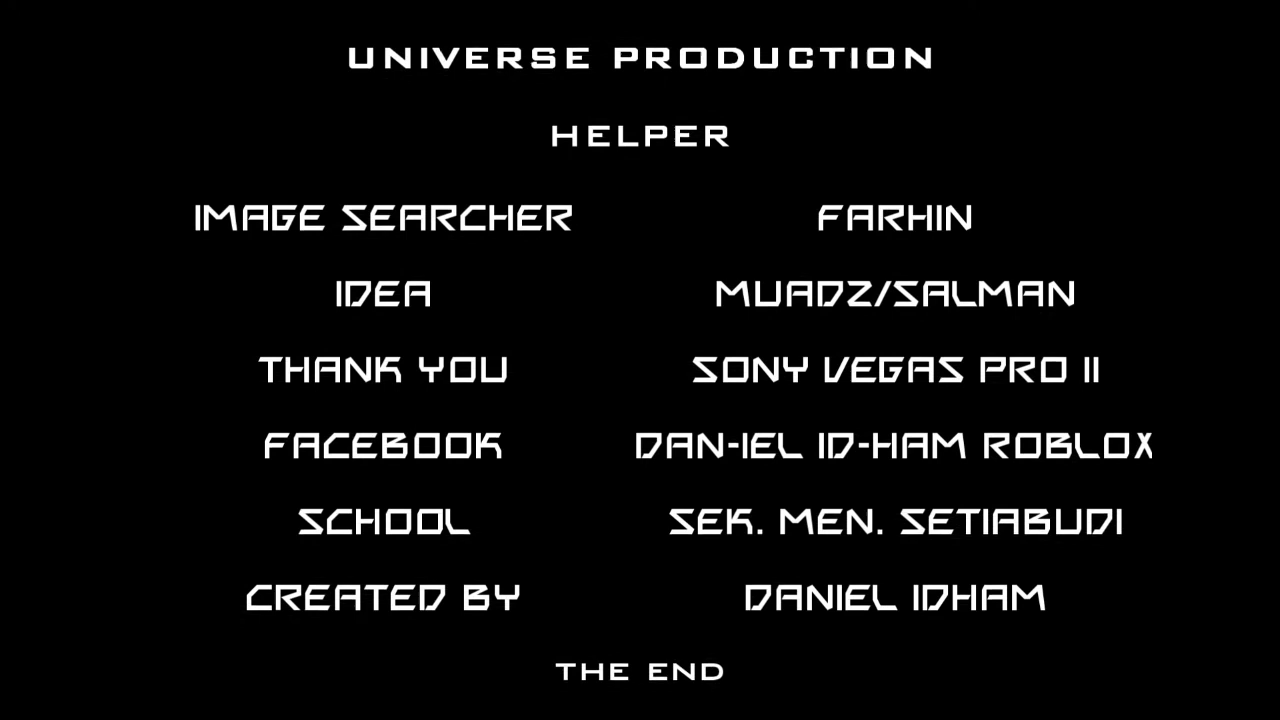 UNIVERSE PRODUCTION
HELPER
IMAGE SEARCHER FARHIN
IDEA MUADZ/SALMAN
THANK YOU SONY VEGAS PRO 11
FACEBOOK DAN-IEL ID-HAM ROBLOX
SCHOOL SEK. MEN. SETIABUDI
CREATED BY DANIEL IDHAM
THE END